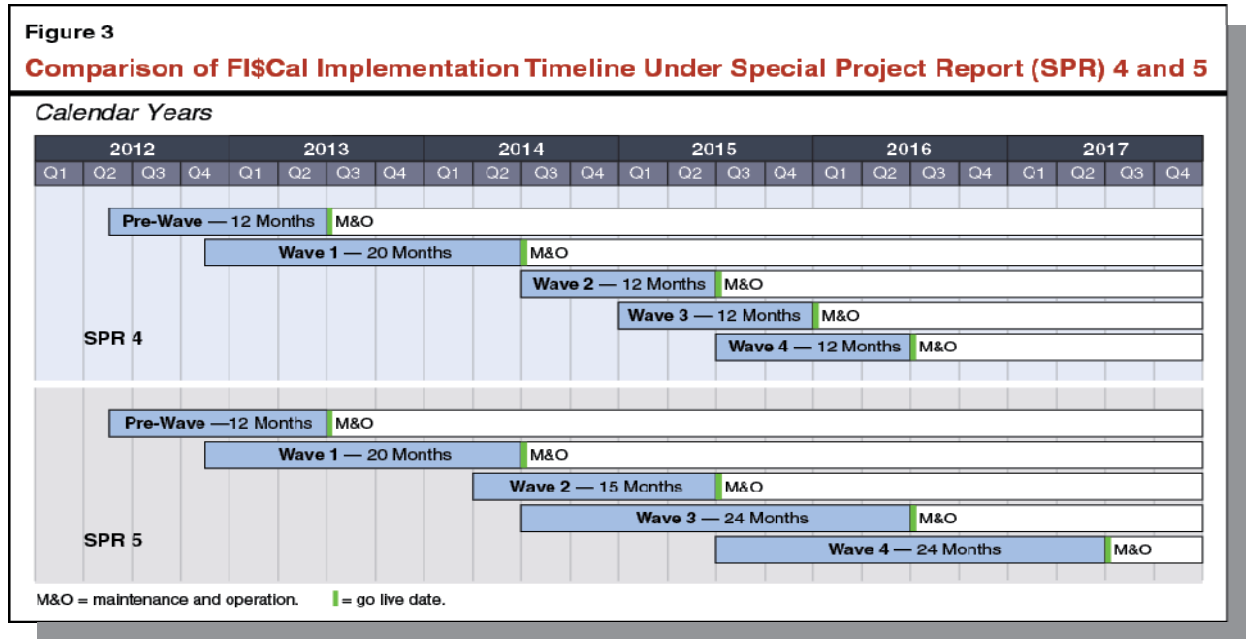 Figure 3
Comparison of FI$Cal Implementation Timeline Under Special Project Report (SPR) 4 and 5
Calendar Years
2012 2013 2014 2015 2016 2017
Q1 Q2 Q3 Q4 Q1 Q2 Q3 Q4 Q1 Q2 Q3 Q4 Q1 Q2 Q3 Q4 Q1 Q2 Q3 Q4 Q1 Q2 Q3 Q4
Pre-Wave — 12 Months M&O
Wave 1 — 20 Months M&O
Wave 2 — 12 Months M&O
Wave 3 — 12 Months M&O
SPR 4
Wave 4 — 12 Months M&O
Pre-Wave —12 Months M&O
Wave 1 — 20 Months M&O
Wave 2 — 15 Months M&O
Wave 3 — 24 Months M&O
SPR 5
Wave 4 — 24 Months M&O
M&O = maintenance and operation. = go live date.